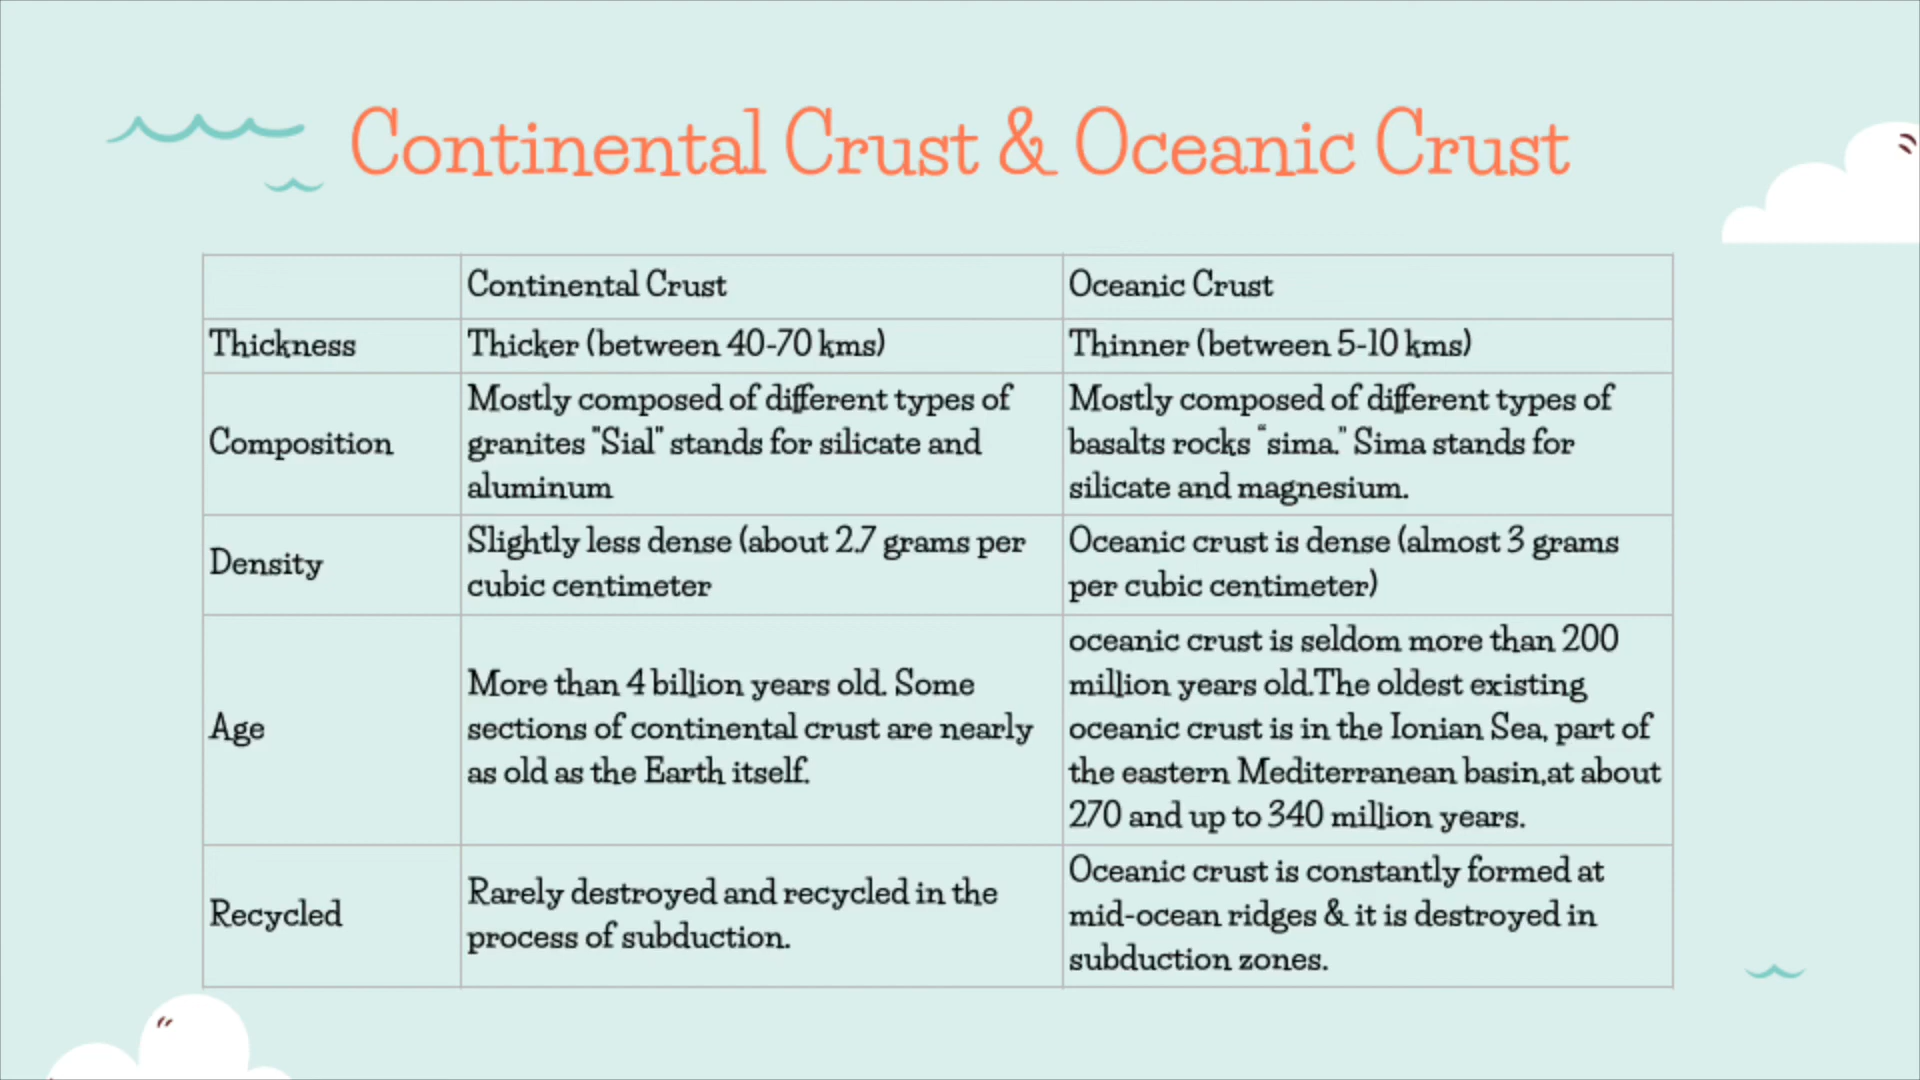 Continental Crust & Oceanic Crust
Continental Crust
Oceanic Crust
Thickness
Thicker (between 40-70 kms)
Thinner (between 5-10 kms)
Composition
Mostly composed of different types of
granites "Sial" stands for silicate and
aluminum
Mostly composed of different types of
basalts rocks “sima.” Sima stands for
silicate and magnesium.
Density
Slightly less dense (about 2.7 grams per
cubic centimeter
Oceanic crust is dense (almost 3 grams
per cubic centimeter)
Age
More than 4 billion years old. Some
sections of continental crust are nearly
as old as the Earth itself.
oceanic crust is seldom more than 200
million years old.The oldest existing
oceanic crust is in the Ionian Sea, part of
the eastern Mediterranean basin,at about
270 and up to 340 million years.
Recycled
Rarely destroyed and recycled in the
process of subduction.
Oceanic crust is constantly formed at
mid-ocean ridges & it is destroyed in
subduction zones.